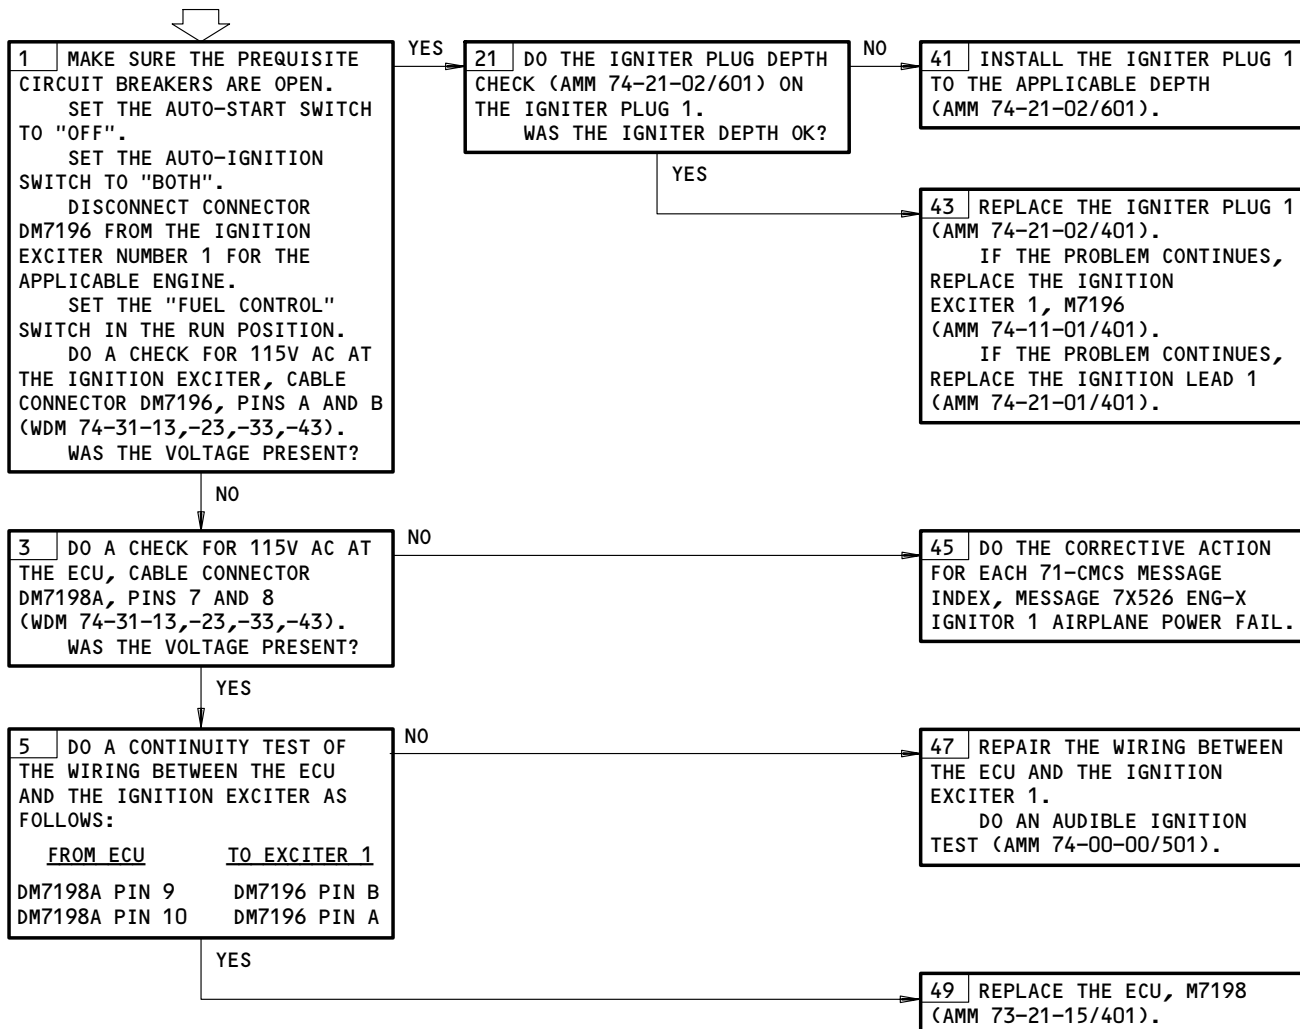 1 MAKE SURE THE PREQUISITE
CIRCUIT BREAKERS ARE OPEN.
SET THE AUTO-START SWITCH
TO "OFF".
SET THE AUTO-IGNITION
SWITCH TO "BOTH".
DISCONNECT CONNECTOR
DM7196 FROM THE IGNITION
EXCITER NUMBER 1 FOR THE
APPLICABLE ENGINE.
SET THE "FUEL CONTROL"
SWITCH IN THE RUN POSITION.
DO A CHECK FOR 115V AC AT
THE IGNITION EXCITER, CABLE
CONNECTOR DM7196, PINS A AND B
(WDM 74-31-13,-23,-33,-43).
WAS THE VOLTAGE PRESENT?
YES
21 DO THE IGNITER PLUG DEPTH
CHECK (AMM 74-21-02/601) ON
THE IGNITER PLUG 1.
WAS THE IGNITER DEPTH OK?
NO
41 INSTALL THE IGNITER PLUG 1
TO THE APPLICABLE DEPTH
(AMM 74-21-02/601).
YES
43 REPLACE THE IGNITER PLUG 1
(AMM 74-21-02/401).
IF THE PROBLEM CONTINUES,
REPLACE THE IGNITION
EXCITER 1, M7196
(AMM 74-11-01/401).
IF THE PROBLEM CONTINUES,
REPLACE THE IGNITION LEAD 1
(AMM 74-21-01/401).
NO
3 DO A CHECK FOR 115V AC AT
THE ECU, CABLE CONNECTOR
DM7198A, PINS 7 AND 8
(WDM 74-31-13,-23,-33,-43).
WAS THE VOLTAGE PRESENT?
NO
45 DO THE CORRECTIVE ACTION
FOR EACH 71-CMCS MESSAGE
INDEX, MESSAGE 7X526 ENG-X
IGNITOR 1 AIRPLANE POWER FAIL.
YES
5 DO A CONTINUITY TEST OF
THE WIRING BETWEEN THE ECU
AND THE IGNITION EXCITER AS
FOLLOWS:
FROM ECU TO EXCITER 1
DM7198A PIN 9 DM7196 PIN B
DM7198A PIN 10 DM7196 PIN A
NO
47 REPAIR THE WIRING BETWEEN
THE ECU AND THE IGNITION
EXCITER 1.
DO AN AUDIBLE IGNITION
TEST (AMM 74-00-00/501).
YES
49 REPLACE THE ECU, M7198
(AMM 73-21-15/401).